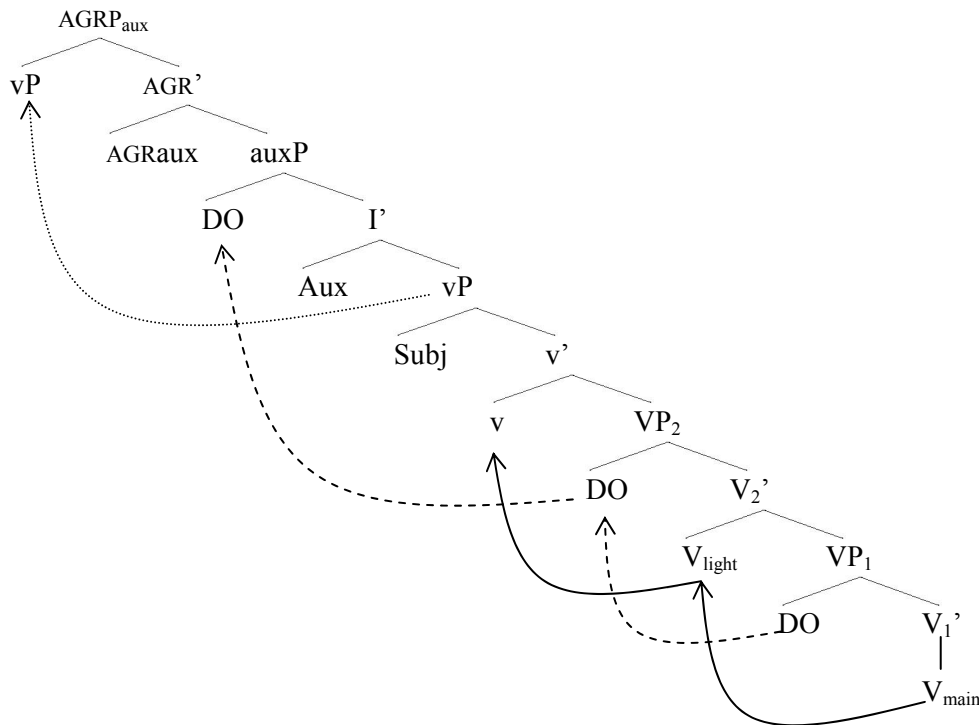 AGRPaux
vP AGR’
AGRaux auxP
DO I’
Aux vP
Subj v’
v VP2
DO V2’
Vlight VP1
DO V1’
Vmain